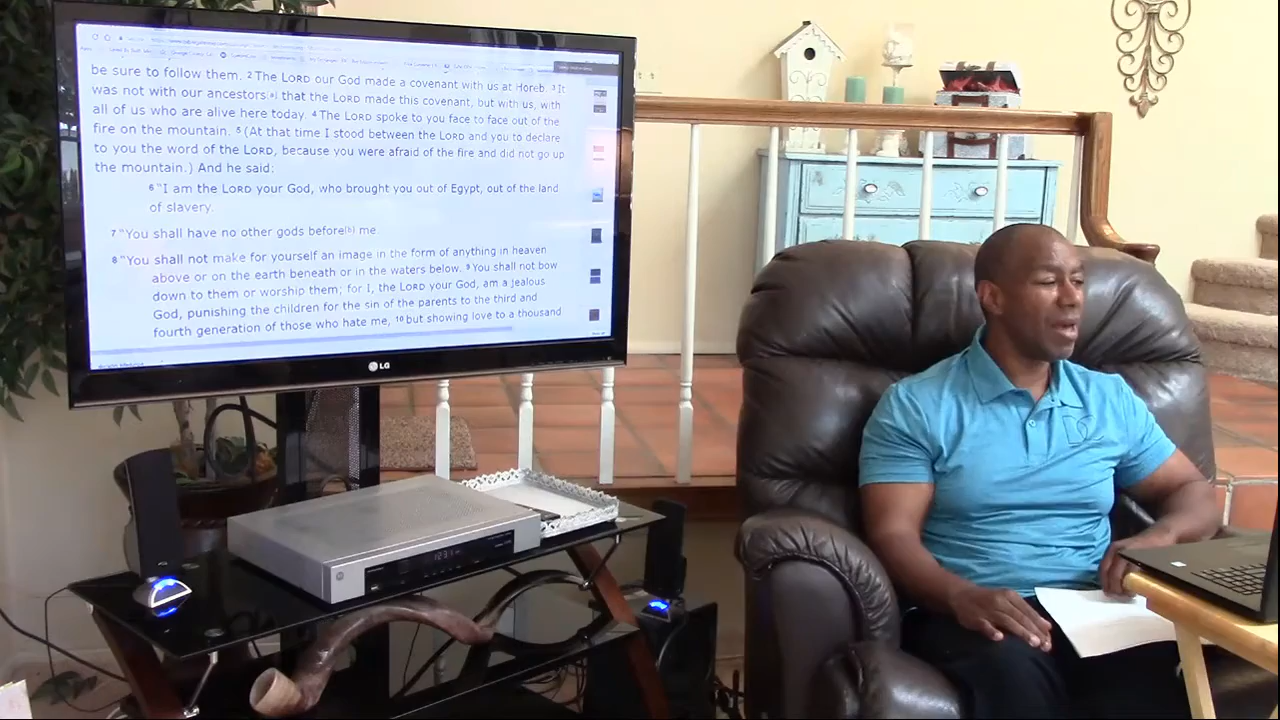 be sure to follow them. 2 The LORD our God made a covenant with us at Horeb. 3 It
was not with our ancestors[a] that the LORD made this covenant, but with us, with
all of us who are alive here today. 4 The LORD spoke to you face to face out of the
fire on the mountain. 5 (At that time I stood between the LORD and you to declare
to you the word of the LORD, because you were afraid of the fire and did not go up
the mountain.) And he said:
6 "I am the LORD your God, who brought you out of Egypt, out of the land
of slavery.
7 "You shall have no other gods before[b] me.
8 "You shall not make for yourself an image in the form of anything in heaven
above or on the earth beneath or in the waters below. 9 You shall not bow
down to them or worship them; for I, the LORD your God, am a jealous
God, punishing the children for the sin of the parents to the third and
fourth generation of those who hate me, 10 but showing love to a thousand
LG